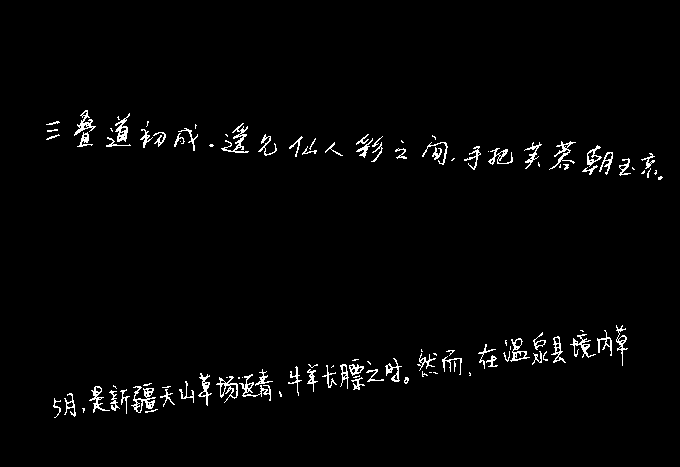 三叠道初成.遥见仙人彩云间,手把芙蓉朝玉京。
5月,是新疆天山草场返青、牛羊长膘之时。然而,在温泉县境内草